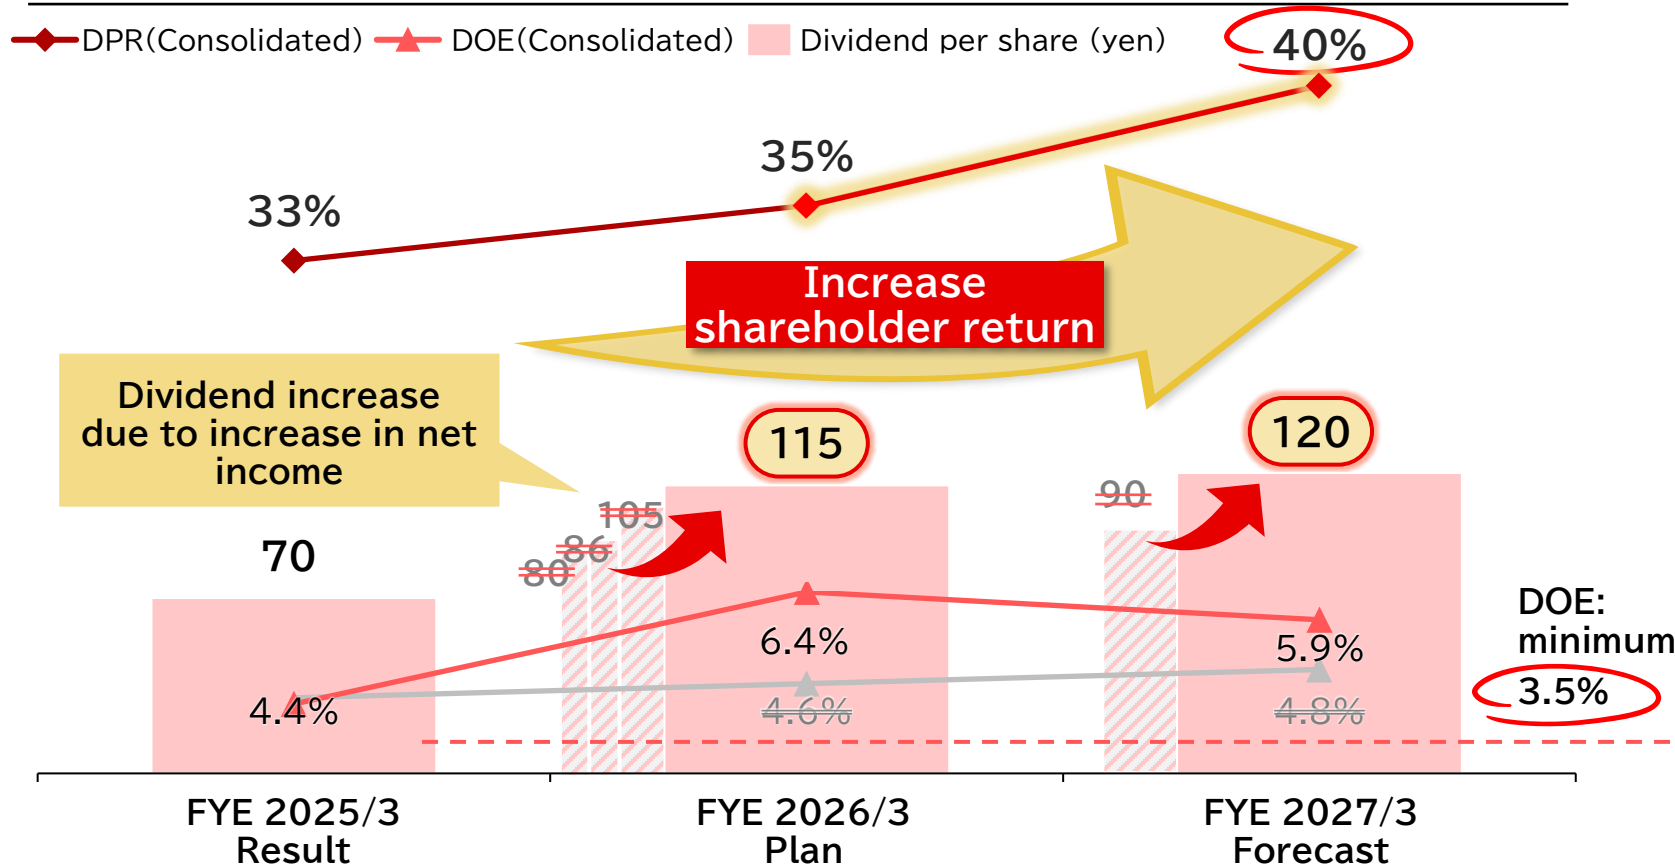 DPR(Consolidated)
DOE(Consolidated)
Dividend per share (yen)
40%
35%
33%
Increase
shareholder return
Dividend increase
due to increase in net
income
115
120
105
90
86
80
70
DOE:
minimum
3.5%
6.4%
5.9%
4.4%
4.6%
4.8%
FYE 2025/3
Result
FYE 2026/3
Plan
FYE 2027/3
Forecast